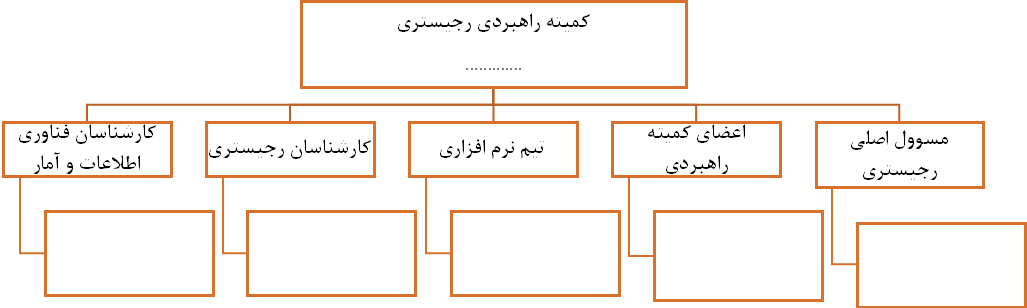 کمیته راهبردی رجیستری
.............
مسوول اصلی
رجیستری
اعضای کمیته
راهبردی
تیم نرم افزاری
کارشناسان رجیستری
کارشناسان فناوری
اطلاعات و آمار